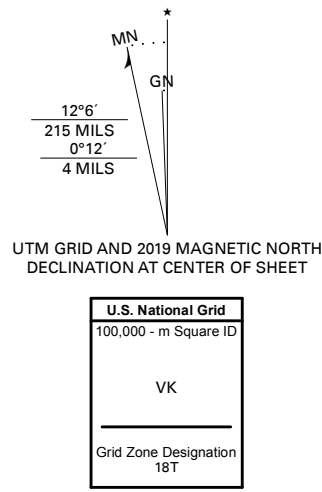 ★
MN
GN
12°6´
215 MILS
0°12´
4 MILS
UTM GRID AND 2019 MAGNETIC NORTH
DECLINATION AT CENTER OF SHEET
U.S. National Grid
100,000 - m Square ID
VK
Grid Zone Designation
18T